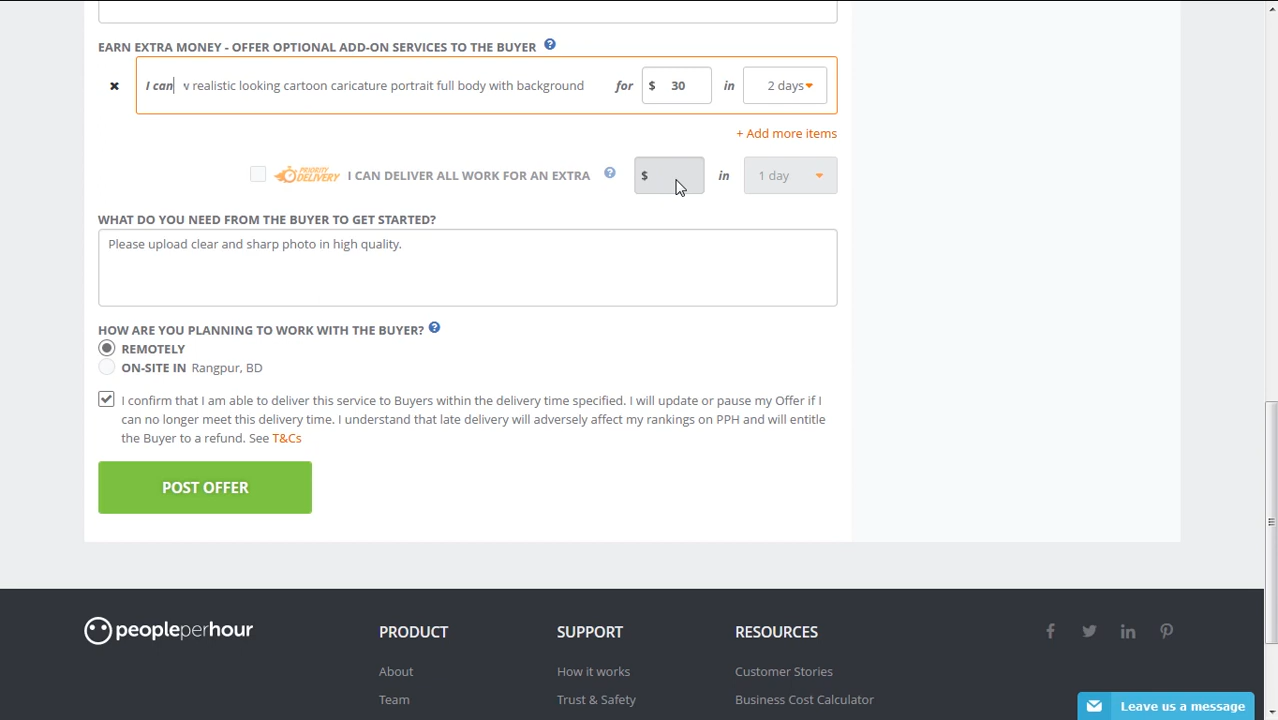 EARN EXTRA MONEY - OFFER OPTIONAL ADD-ON SERVICES TO THE BUYER ?
✖ I can v realistic looking cartoon caricature portrait full body with background for $ 30 in 2 days
+ Add more items
PRIORITY DELIVERY I CAN DELIVER ALL WORK FOR AN EXTRA ? $ in 1 day
WHAT DO YOU NEED FROM THE BUYER TO GET STARTED?
Please upload clear and sharp photo in high quality.
HOW ARE YOU PLANNING TO WORK WITH THE BUYER? ?
REMOTELY
ON-SITE IN Rangpur, BD
I confirm that I am able to deliver this service to Buyers within the delivery time specified. I will update or pause my Offer if I
can no longer meet this delivery time. I understand that late delivery will adversely affect my rankings on PPH and will entitle
the Buyer to a refund. See T&Cs
POST OFFER
peopleperhour PRODUCT SUPPORT RESOURCES
About How it works Customer Stories
Team Trust & Safety Business Cost Calculator
Leave us a message